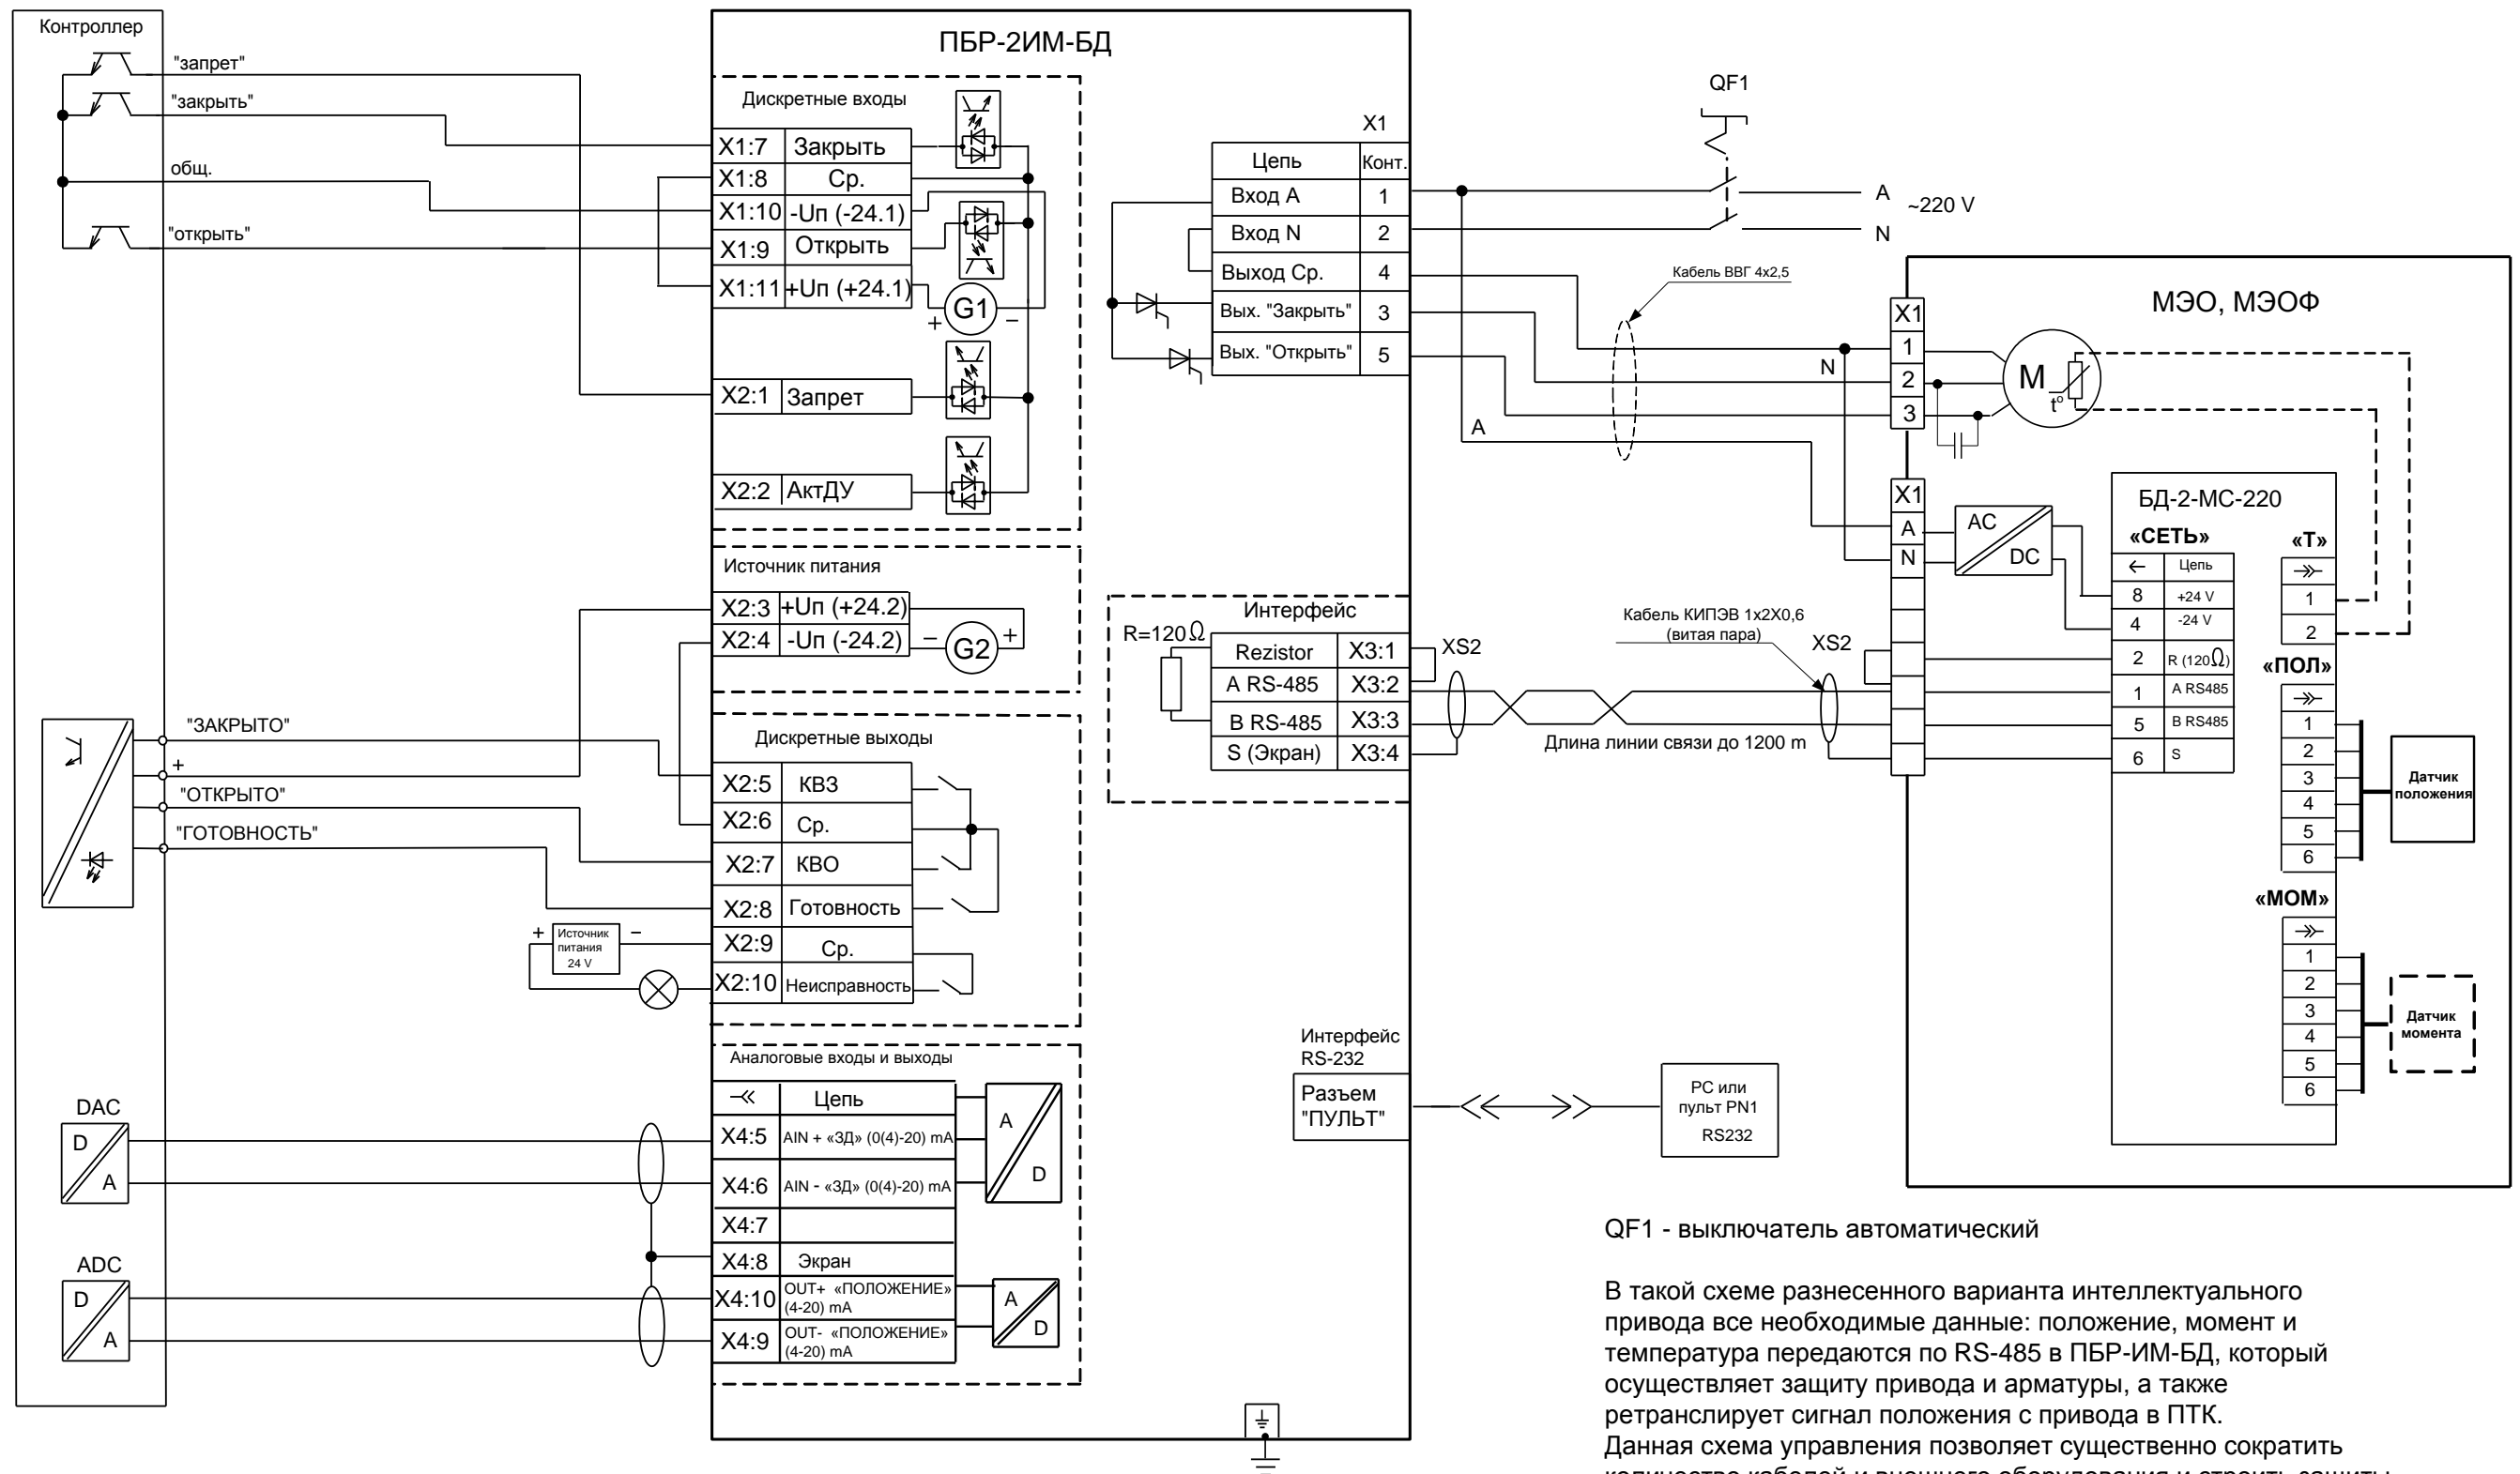 Контроллер
"запрет"
"закрыть"
общ.
"открыть"
"ЗАКРЫТО"
+
"ОТКРЫТО"
"ГОТОВНОСТЬ"
+ Источник питания 24 V −
DAC
D
A
ADC
D
A
ПБР-2ИМ-БД
Дискретные входы
X1:7 Закрыть
X1:8 Ср.
X1:10 -Uп (-24.1)
X1:9 Открыть
X1:11 +Uп (+24.1)
+ G1 −
X2:1 Запрет
X2:2 АктДУ
Источник питания
X2:3 +Uп (+24.2)
X2:4 -Uп (-24.2)
− G2 +
Дискретные выходы
X2:5 КВЗ
X2:6 Ср.
X2:7 КВО
X2:8 Готовность
X2:9 Ср.
X2:10 Неисправность
Аналоговые входы и выходы
Цепь
X4:5 AIN + «ЗД» (0(4)-20) mA
X4:6 AIN - «ЗД» (0(4)-20) mA
X4:7
X4:8 Экран
X4:10 OUT+ «ПОЛОЖЕНИЕ» (4-20) mA
X4:9 OUT- «ПОЛОЖЕНИЕ» (4-20) mA
A
D
A
D
X1
Цепь Конт.
Вход А 1
Вход N 2
Выход Ср. 4
Вых. "Закрыть" 3
Вых. "Открыть" 5
Интерфейс
R=120Ω
Rezistor X3:1
A RS-485 X3:2
B RS-485 X3:3
S (Экран) X3:4
XS2
Интерфейс
RS-232
Разъем
"ПУЛЬТ"
PC или
пульт PN1
RS232
QF1
A
~220 V
N
Кабель ВВГ 4х2,5
N
A
Кабель КИПЭВ 1х2Х0,6
(витая пара)
XS2
Длина линии связи до 1200 m
МЭО, МЭОФ
X1
1
2
3
M
t°
X1
A
N
AC
DC
БД-2-МС-220
«СЕТЬ»
Цепь
8 +24 V
4 -24 V
2 R (120Ω)
1 A RS485
5 B RS485
6 S
«Т»
1
2
«ПОЛ»
1
2
3
4
5
6
Датчик
положения
«МОМ»
1
2
3
4
5
6
Датчик
момента
QF1 - выключатель автоматический
В такой схеме разнесенного варианта интеллектуального
привода все необходимые данные: положение, момент и
температура передаются по RS-485 в ПБР-ИМ-БД, который
осуществляет защиту привода и арматуры, а также
ретранслирует сигнал положения с привода в ПТК.
Данная схема управления позволяет существенно сократить